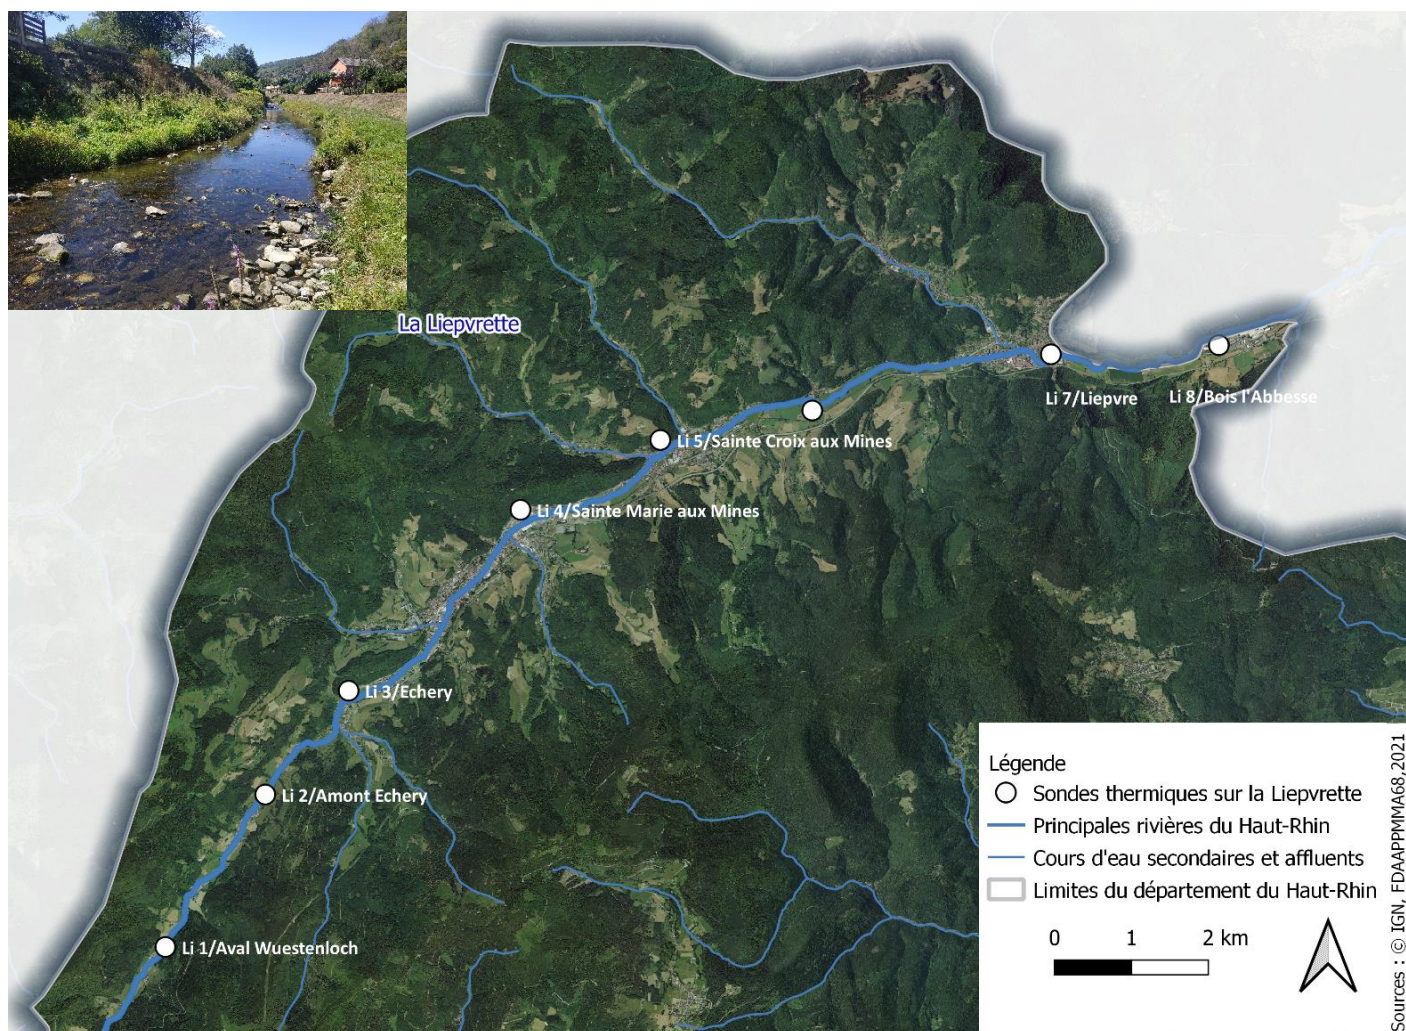 La Liepvrette
Li 7/Liepvre
Li 8/Bois l'Abbesse
Li 5/Sainte Croix aux Mines
Li 4/Sainte Marie aux Mines
Li 3/Echery
Li 2/Amont Echery
Li 1/Aval Wuestenloch
Légende
Sondes thermiques sur la Liepvrette
Principales rivières du Haut-Rhin
Cours d'eau secondaires et affluents
Limites du département du Haut-Rhin
0 1 2 km
Sources : © IGN, FDAAPPMMA68,2021